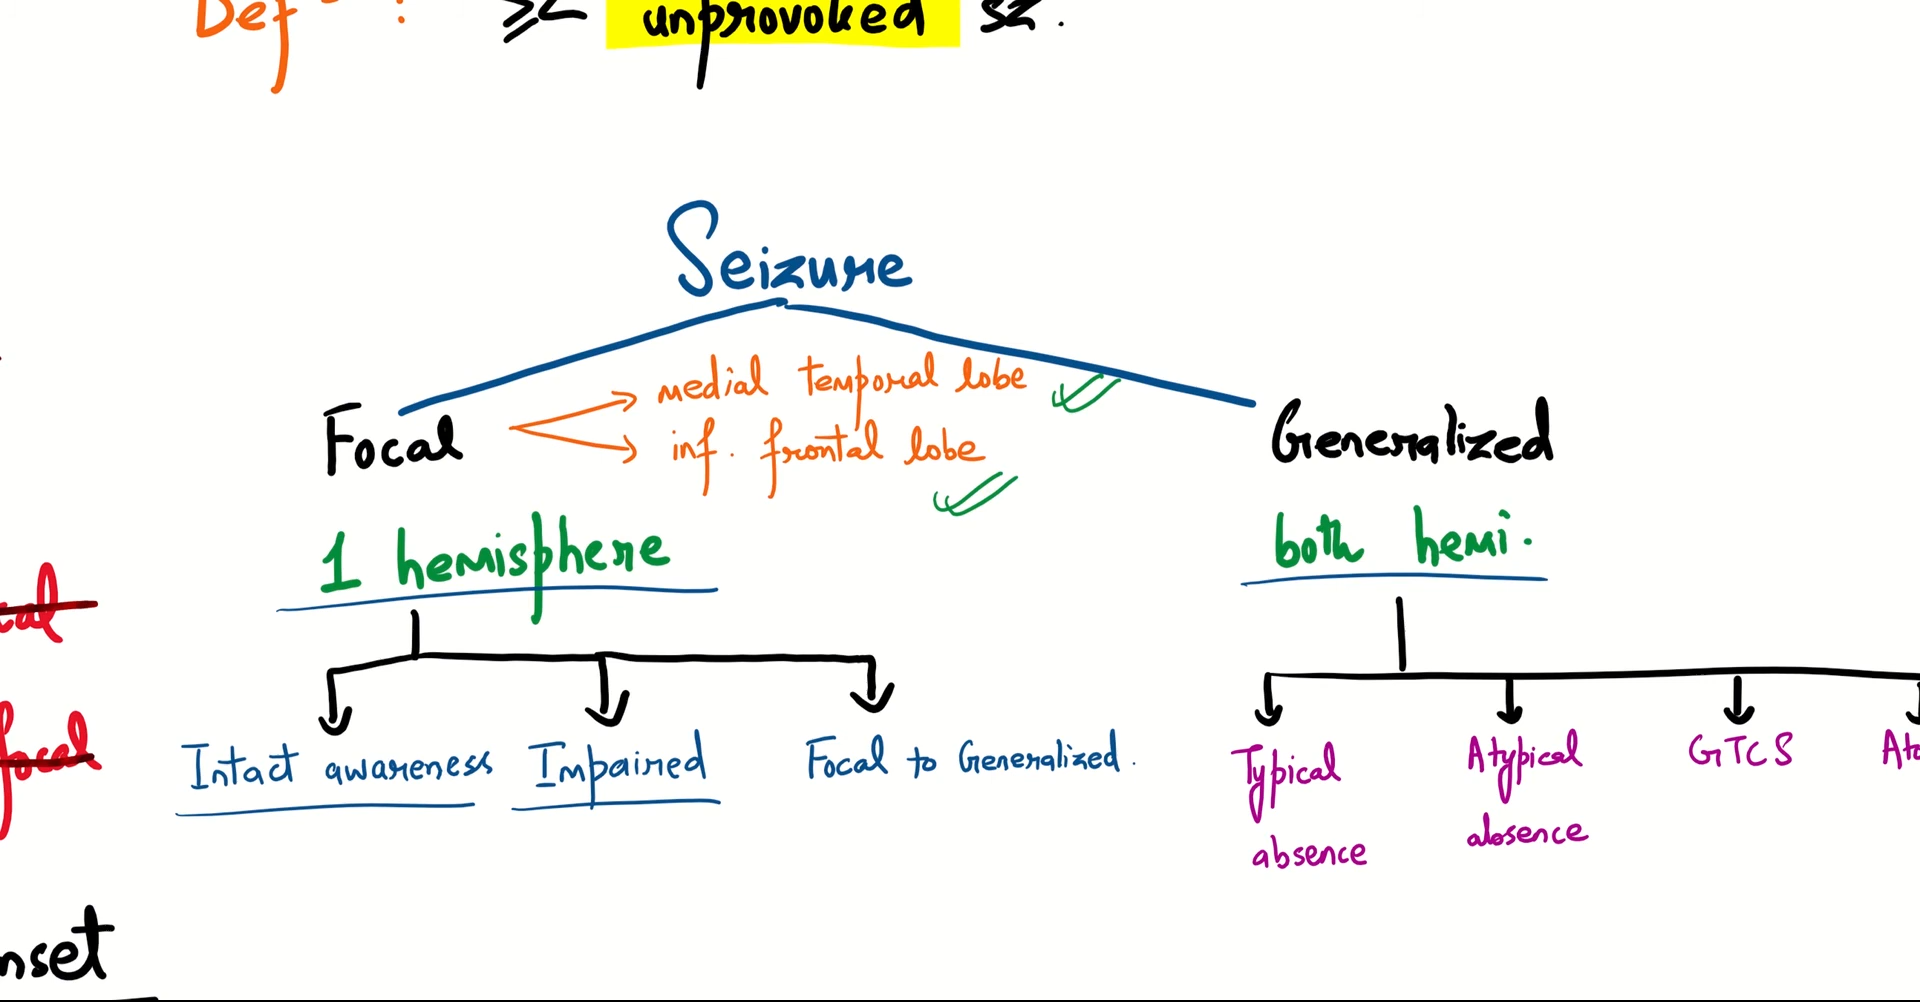 Defn : ≥2 unprovoked sz.
Seizure
medial temporal lobe
Focal
inf. frontal lobe
Generalized
1 hemisphere
both hemi.
focal
Intact awareness
Impaired
Focal to Generalized.
Typical
absence
Atypical
absence
GTCS
nset